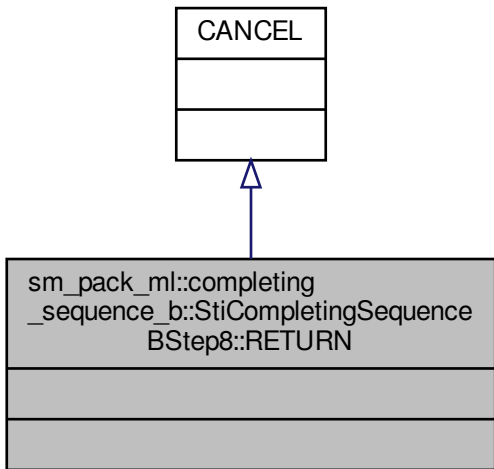 CANCEL
sm_pack_ml::completing
_sequence_b::StiCompletingSequence
BStep8::RETURN